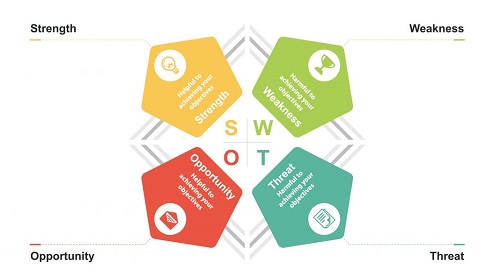 Strength
Weakness
Helpful to
achieving your
objectives
Strength
Harmful to
achieving your
objectives
Weakness
S W
O T
Opportunity
Helpful to
achieving your
objectives
Threat
Harmful to
achieving your
objectives
Opportunity
Threat